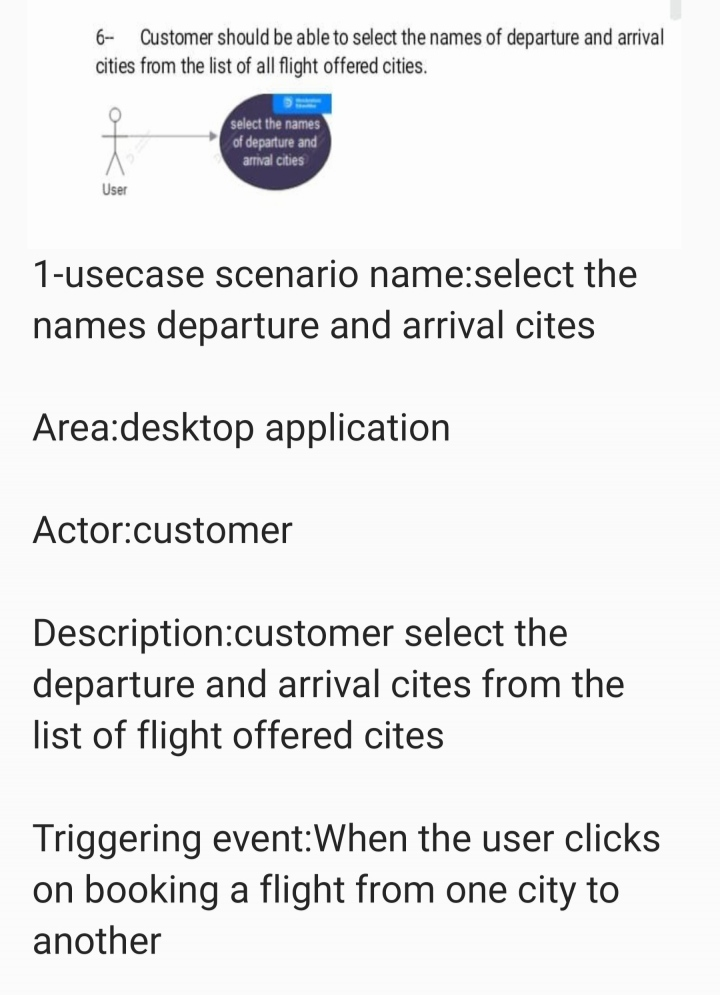 6-- Customer should be able to select the names of departure and arrival
cities from the list of all flight offered cities.
select the names
of departure and
arrival cities
User
1-usecase scenario name:select the
names departure and arrival cites
Area:desktop application
Actor:customer
Description:customer select the
departure and arrival cites from the
list of flight offered cites
Triggering event:When the user clicks
on booking a flight from one city to
another